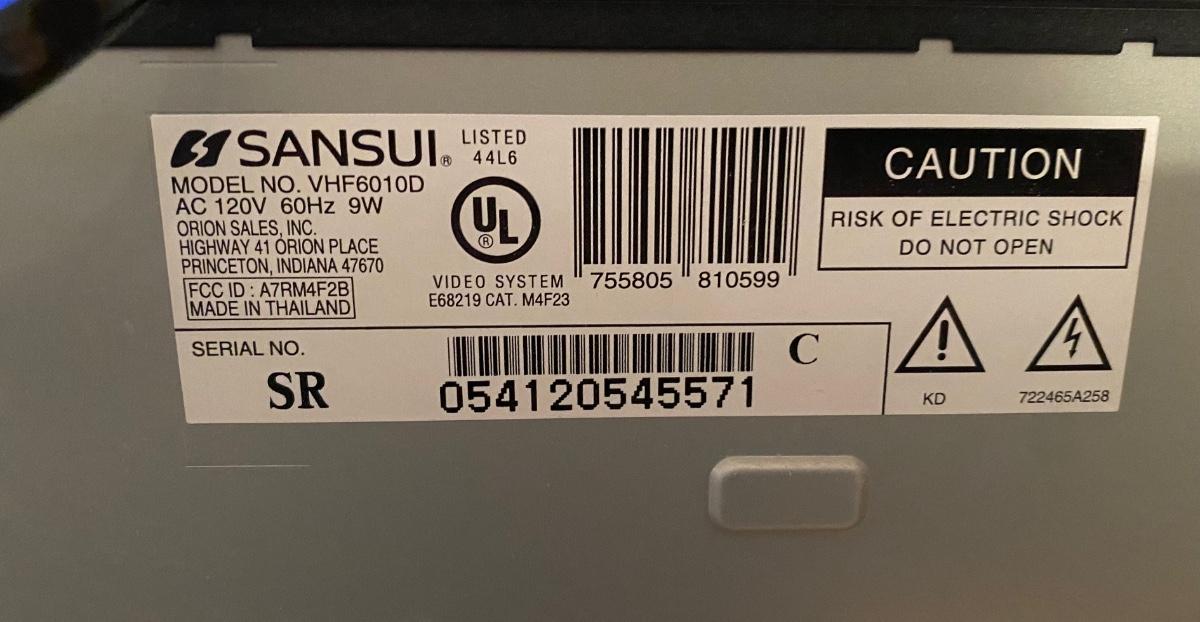 SANSUI®
MODEL NO. VHF6010D
AC 120V 60Hz 9W
ORION SALES, INC.
HIGHWAY 41 ORION PLACE
PRINCETON, INDIANA 47670
FCC ID : A7RM4F2B
MADE IN THAILAND
LISTED
44L6
UL®
VIDEO SYSTEM
E68219 CAT. M4F23
755805 810599
CAUTION
RISK OF ELECTRIC SHOCK
DO NOT OPEN
SERIAL NO.
SR
054120545571
C
KD
722465A258